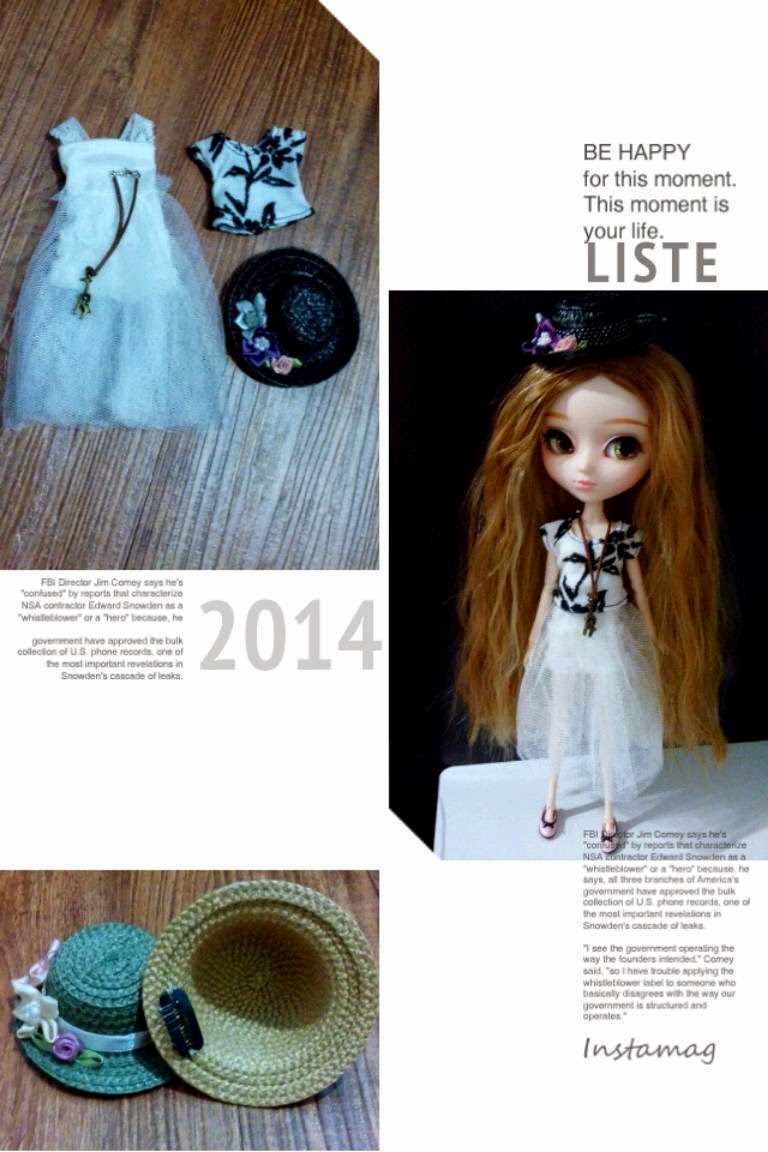 BE HAPPY
for this moment.
This moment is
your life.
LISTE
FBI Director Jim Comey says he's
"confused" by reports that characterize
NSA contractor Edward Snowden as a
"whistleblower" or a "hero" because, he
government have approved the bulk
collection of U.S. phone records, one of
the most important revelations in
Snowden's cascade of leaks.
2014
FBI Director Jim Comey says he's
"confused" by reports that characterize
NSA contractor Edward Snowden as a
"whistleblower" or a "hero" because, he
says, all three branches of America's
government have approved the bulk
collection of U.S. phone records, one of
the most important revelations in
Snowden's cascade of leaks.
"I see the government operating the
way the founders intended," Comey
said, "so I have trouble applying the
whistleblower label to someone who
basically disagrees with the way our
government is structured and
operates."
Instamag